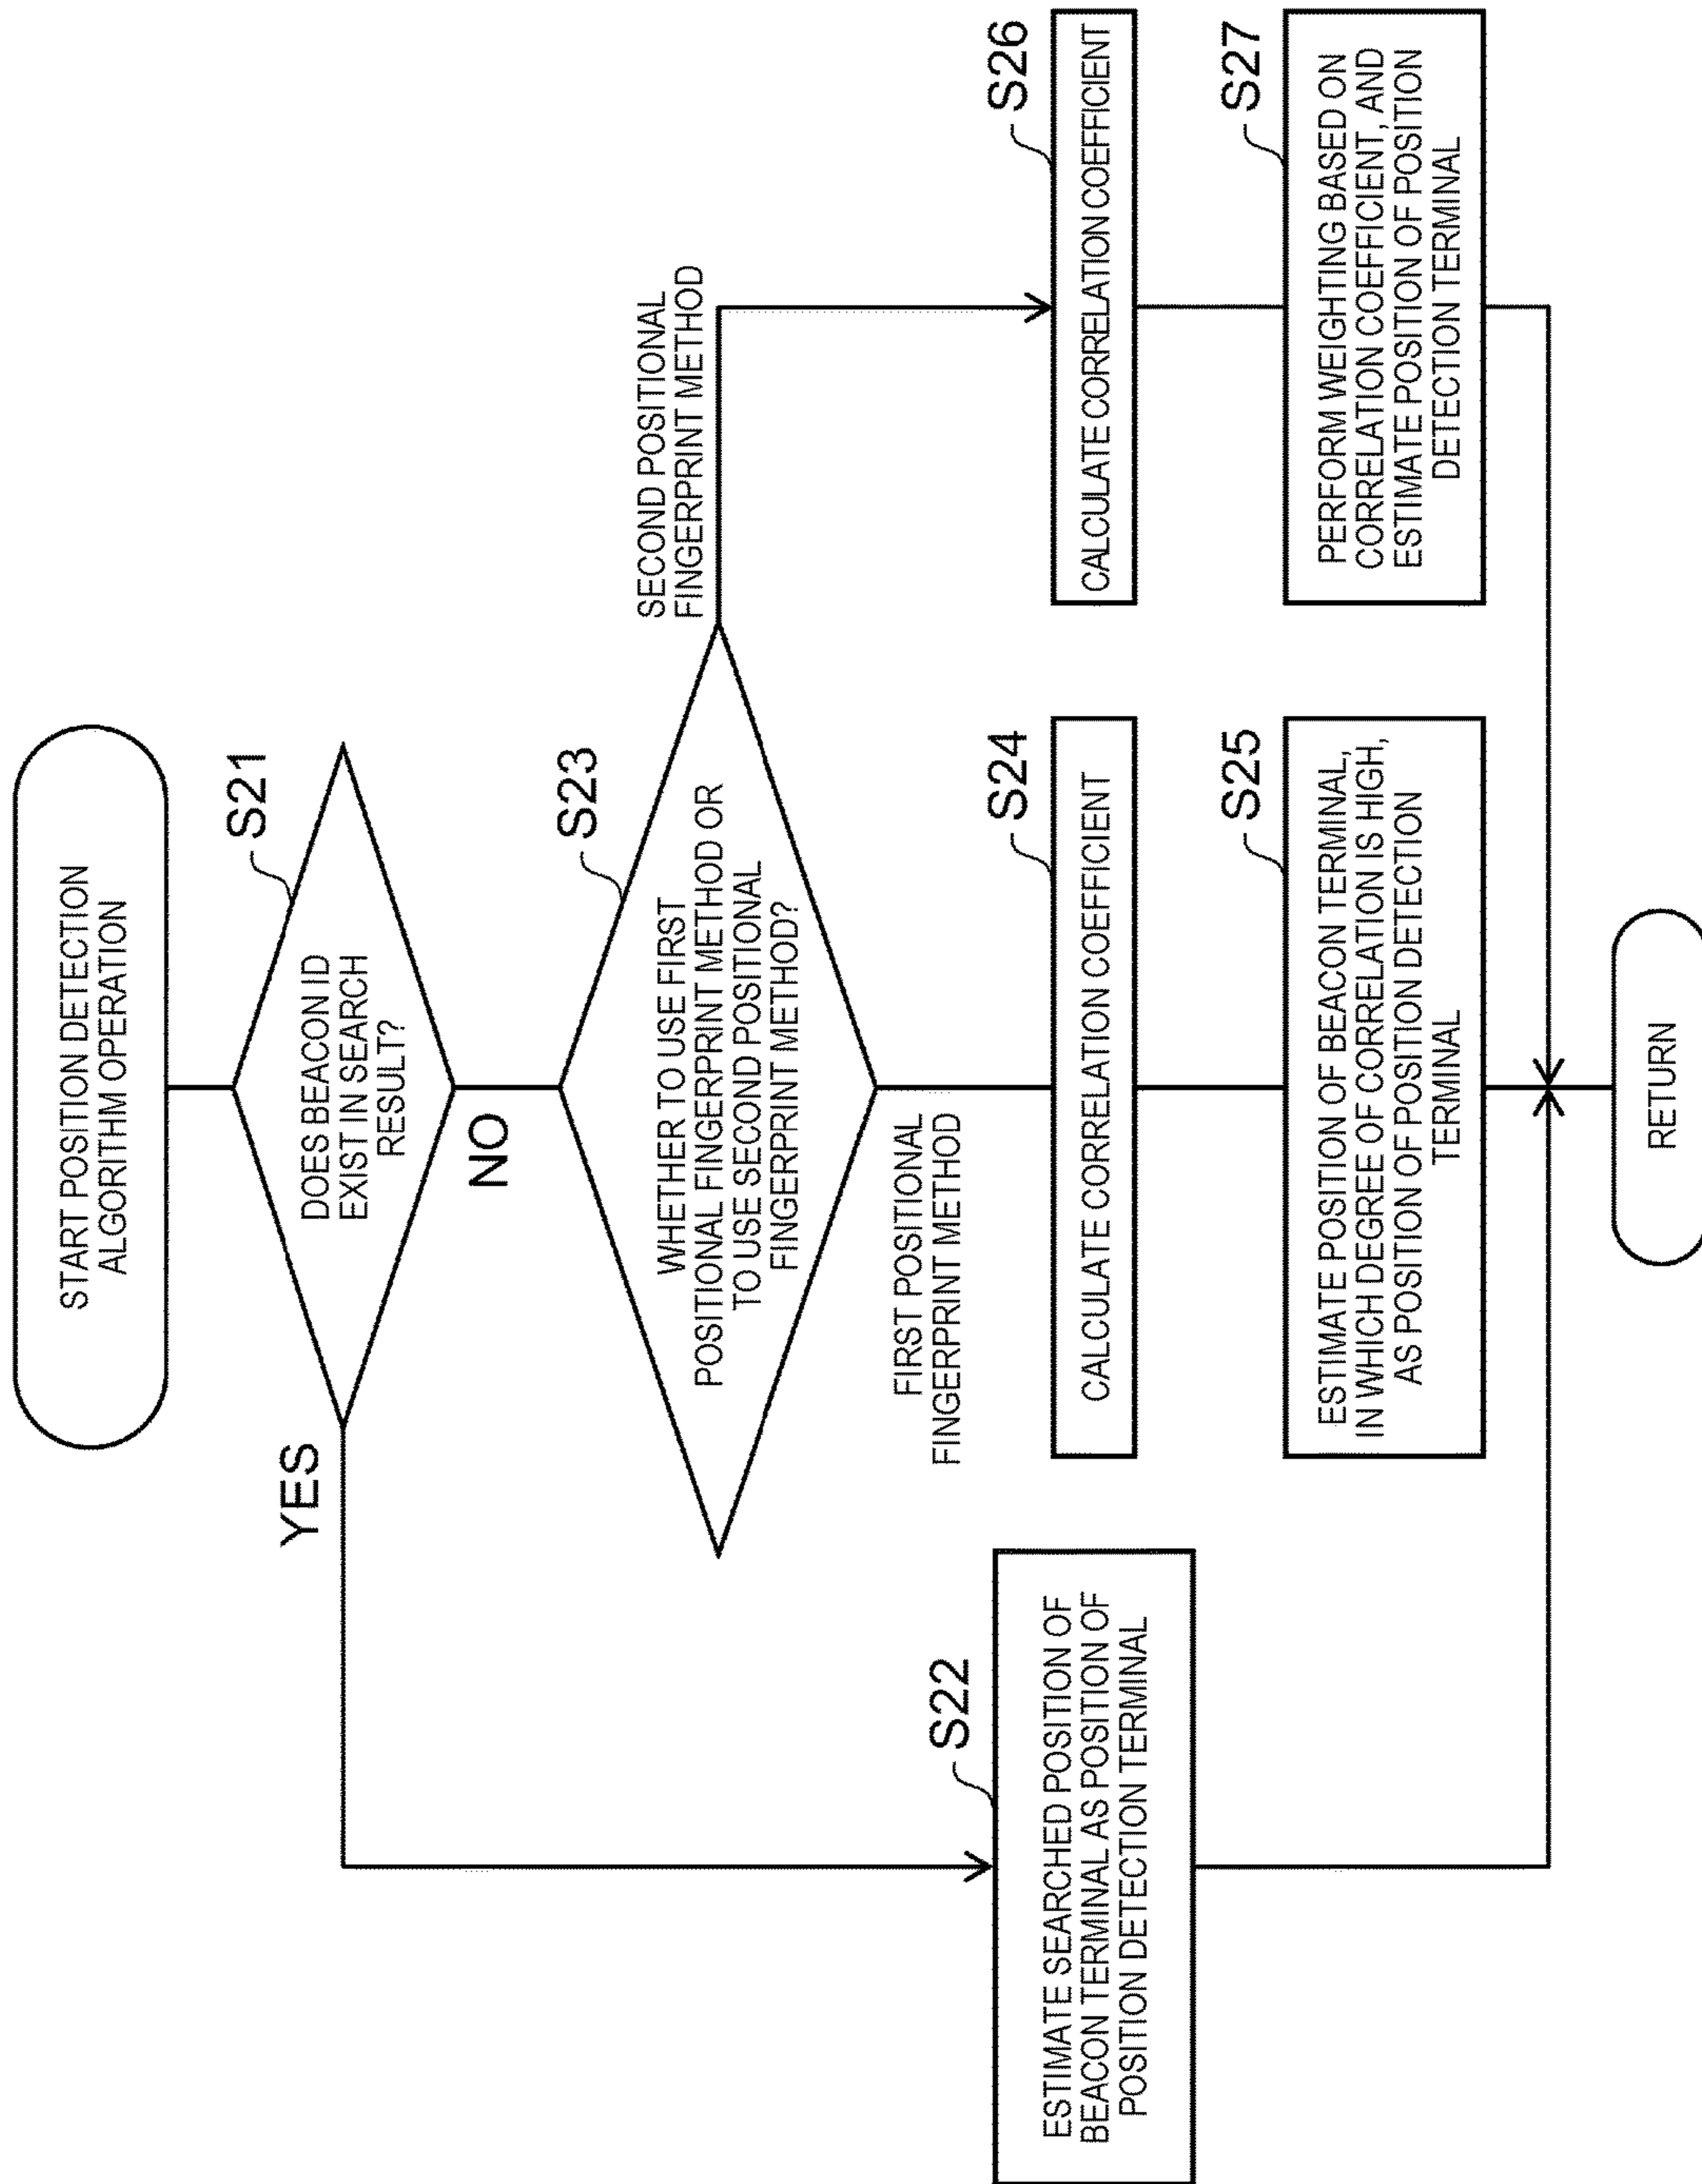 START POSITION DETECTION
ALGORITHM OPERATION
S21
DOES BEACON ID
EXIST IN SEARCH
RESULT?
YES
NO
S23
WHETHER TO USE FIRST
POSITIONAL FINGERPRINT METHOD OR
TO USE SECOND POSITIONAL
FINGERPRINT METHOD?
SECOND POSITIONAL
FINGERPRINT METHOD
FIRST POSITIONAL
FINGERPRINT METHOD
S22
ESTIMATE SEARCHED POSITION OF
BEACON TERMINAL AS POSITION OF
POSITION DETECTION TERMINAL
S24
CALCULATE CORRELATION COEFFICIENT
S25
ESTIMATE POSITION OF BEACON TERMINAL,
IN WHICH DEGREE OF CORRELATION IS HIGH,
AS POSITION OF POSITION DETECTION
TERMINAL
S26
CALCULATE CORRELATION COEFFICIENT
S27
PERFORM WEIGHTING BASED ON
CORRELATION COEFFICIENT, AND
ESTIMATE POSITION OF POSITION
DETECTION TERMINAL
RETURN